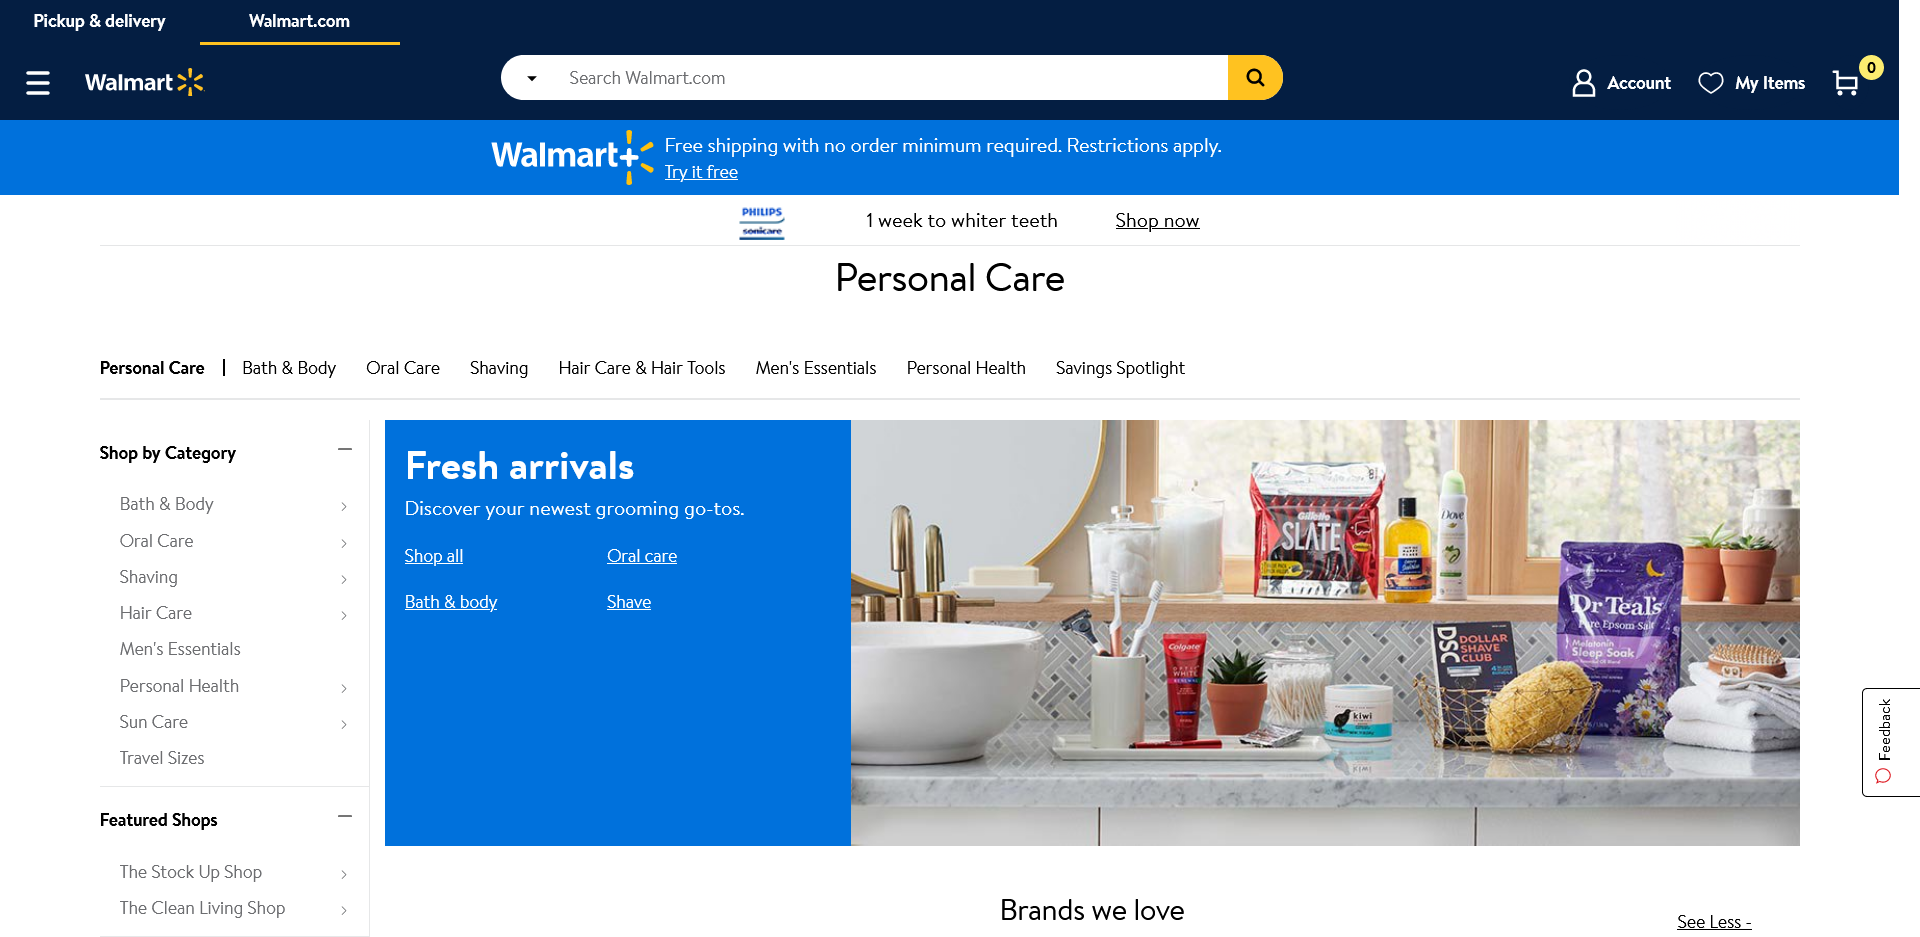 Pickup & delivery
Walmart.com
Walmart
Search Walmart.com
Account
My Items
0
Walmart+
Free shipping with no order minimum required. Restrictions apply.
Try it free
PHILIPS
sonicare
1 week to whiter teeth
Shop now
Personal Care
Personal Care
Bath & Body
Oral Care
Shaving
Hair Care & Hair Tools
Men's Essentials
Personal Health
Savings Spotlight
Shop by Category
Bath & Body
Oral Care
Shaving
Hair Care
Men's Essentials
Personal Health
Sun Care
Travel Sizes
Featured Shops
The Stock Up Shop
The Clean Living Shop
Fresh arrivals
Discover your newest grooming go-tos.
Shop all
Oral care
Bath & body
Shave
Gillette
SLATE
Dove
Dr Teal's
Pure Epsom Salt
Melatonin
Sleep Soak
DSC
DOLLAR
SHAVE
CLUB
Colgate
OPTIC
WHITE
kiwi
Feedback
Brands we love
See Less -